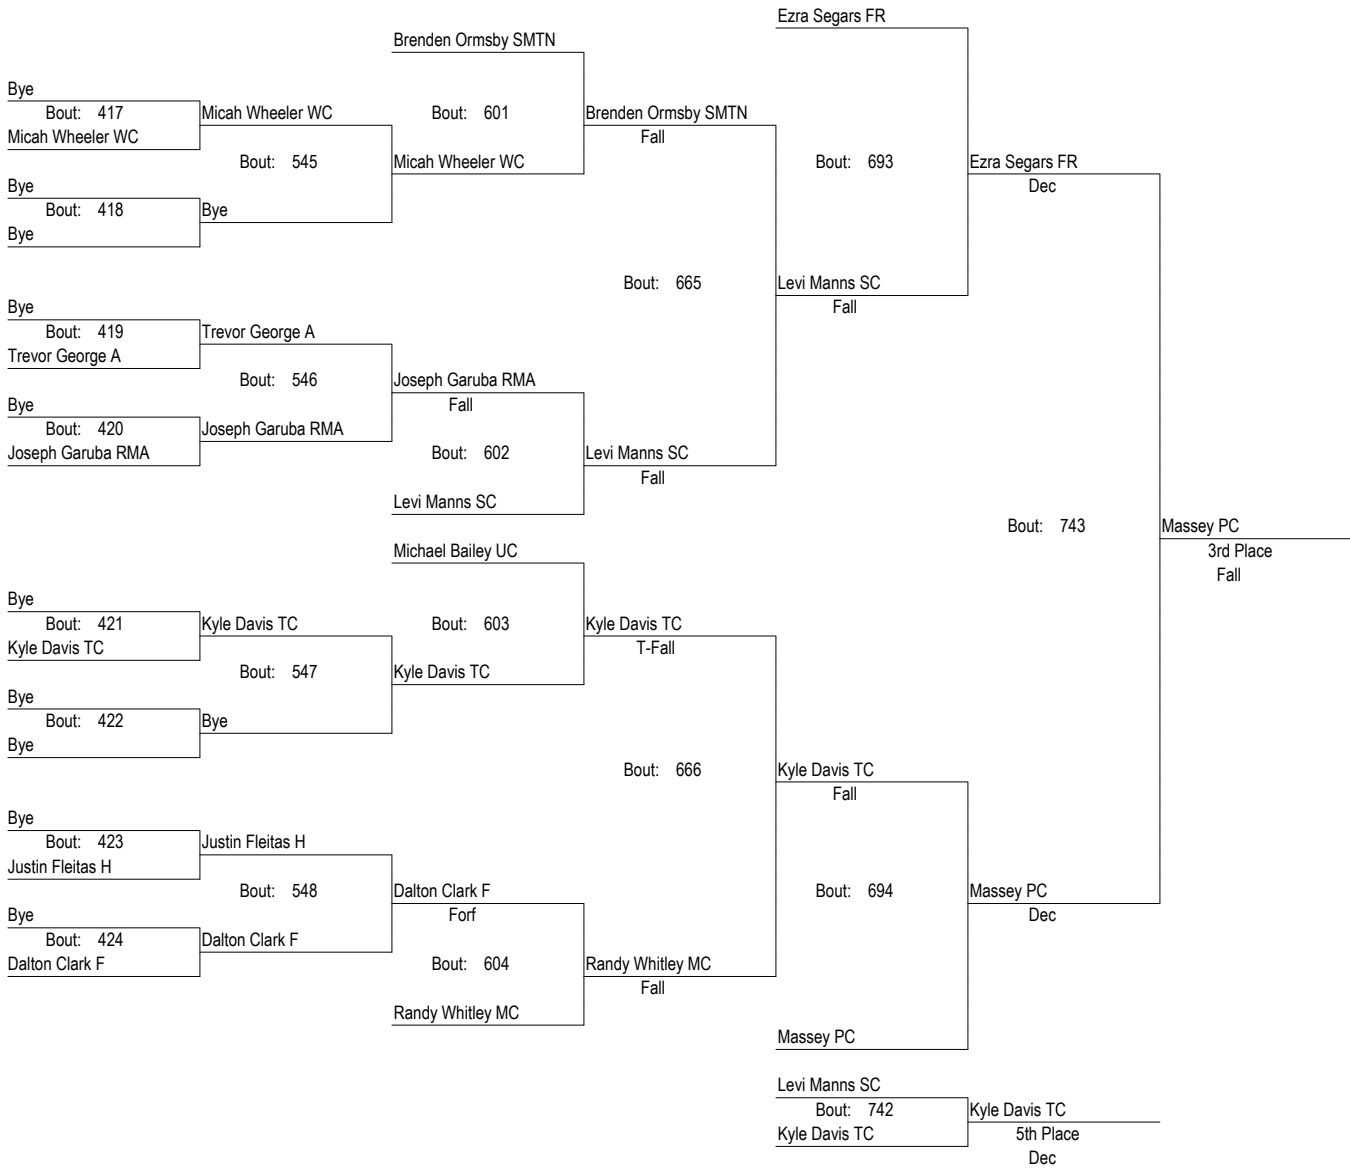 Ezra Segars FR
Brenden Ormsby SMTN
Bye
Bout: 417
Micah Wheeler WC
Bout: 601
Brenden Ormsby SMTN
Micah Wheeler WC
Fall
Bout: 545
Micah Wheeler WC
Bout: 693
Ezra Segars FR
Bye
Dec
Bout: 418
Bye
Bye
Bout: 665
Levi Manns SC
Bye
Fall
Bout: 419
Trevor George A
Trevor George A
Bout: 546
Joseph Garuba RMA
Bye
Fall
Bout: 420
Joseph Garuba RMA
Joseph Garuba RMA
Bout: 602
Levi Manns SC
Fall
Levi Manns SC
Bout: 743
Massey PC
Michael Bailey UC
3rd Place
Fall
Bye
Bout: 421
Kyle Davis TC
Bout: 603
Kyle Davis TC
Kyle Davis TC
T-Fall
Bout: 547
Kyle Davis TC
Bye
Bout: 422
Bye
Bye
Bout: 666
Kyle Davis TC
Fall
Bye
Bout: 423
Justin Fleitas H
Justin Fleitas H
Bout: 548
Dalton Clark F
Bout: 694
Massey PC
Bye
Forf
Dec
Bout: 424
Dalton Clark F
Dalton Clark F
Bout: 604
Randy Whitley MC
Fall
Randy Whitley MC
Massey PC
Levi Manns SC
Bout: 742
Kyle Davis TC
Kyle Davis TC
5th Place
Dec